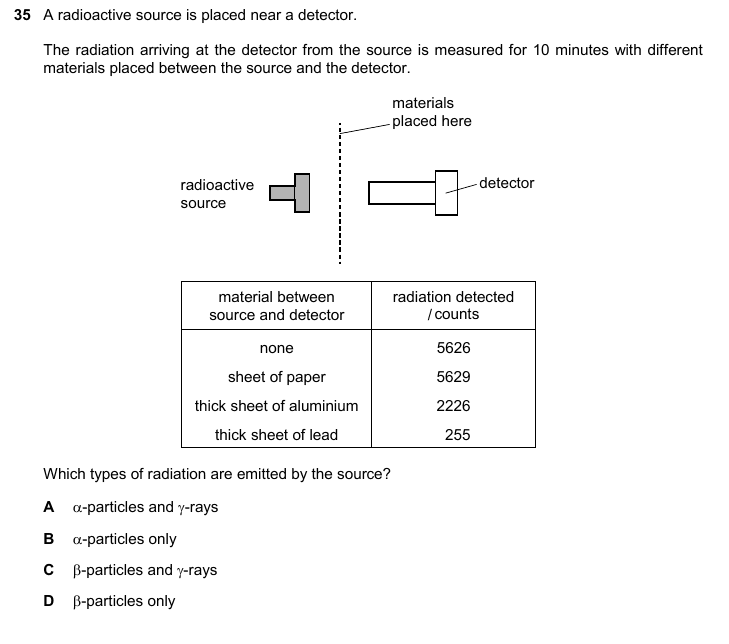 35 A radioactive source is placed near a detector.
The radiation arriving at the detector from the source is measured for 10 minutes with different
materials placed between the source and the detector.
materials
placed here
radioactive
source
detector
material between
source and detector
radiation detected
/ counts
none 5626
sheet of paper 5629
thick sheet of aluminium 2226
thick sheet of lead 255
Which types of radiation are emitted by the source?
A α-particles and γ-rays
B α-particles only
C β-particles and γ-rays
D β-particles only